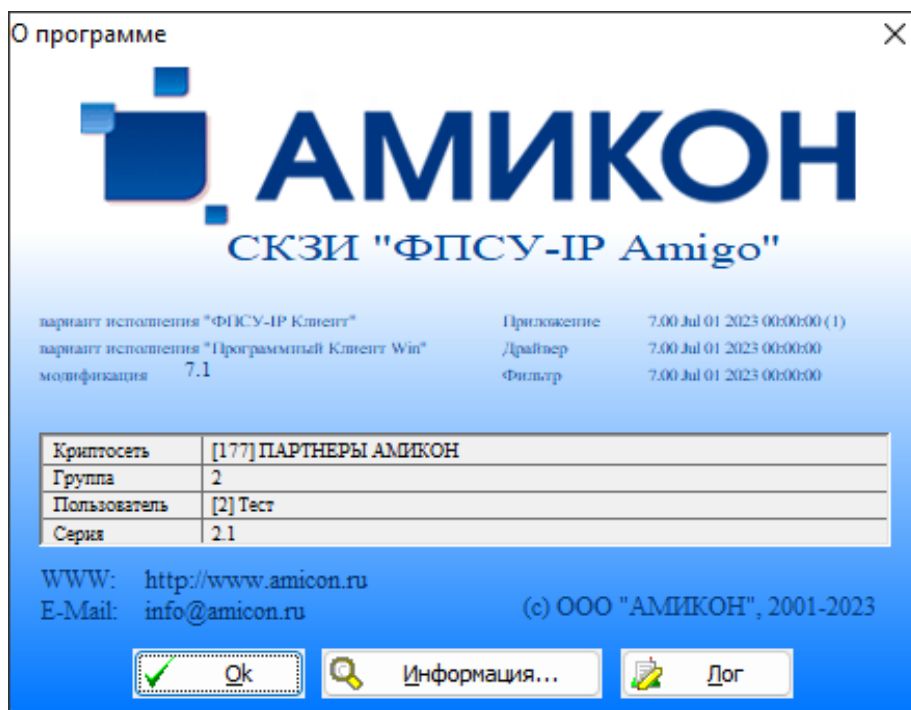 О программе
АМИКОН
СКЗИ "ФПСУ-IP Amigo"
вариант исполнения "ФПСУ-IP Клиент" Приложение 7.00 Jul 01 2023 00:00:00 (1)
вариант исполнения "Программный Клиент Win" Драйвер 7.00 Jul 01 2023 00:00:00
модификация 7.1 Фильтр 7.00 Jul 01 2023 00:00:00
Криптосеть [177] ПАРТНЕРЫ АМИКОН
Группа 2
Пользователь [2] Тест
Серия 2.1
WWW: http://www.amicon.ru
E-Mail: info@amicon.ru (c) ООО "АМИКОН", 2001-2023
Ok Информация... Лог